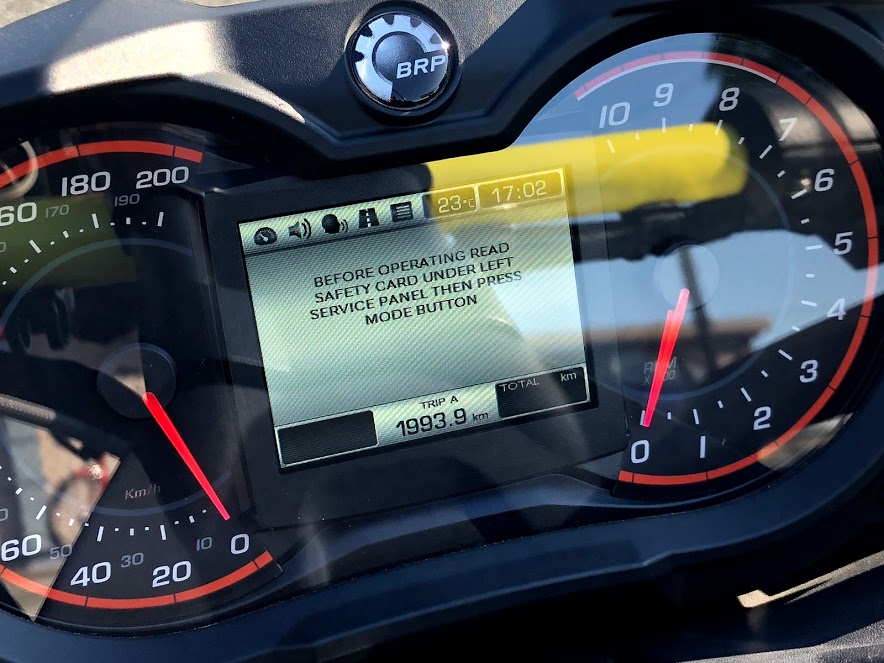 BRP
180
200
60
170
190
23°C
17:02
BEFORE OPERATING READ
SAFETY CARD UNDER LEFT
SERVICE PANEL THEN PRESS
MODE BUTTON
TRIP A
1993.9 km
TOTAL km
Km/h
60
50
40
30
20
10
0
10
9
8
7
6
5
4
3
2
1
0
RPM